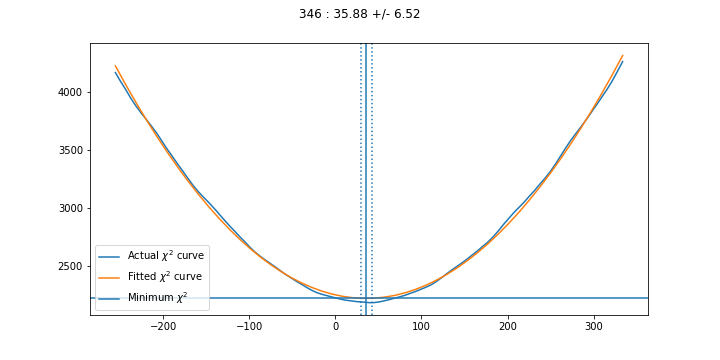 346 : 35.88 +/- 6.52
4000
3500
3000
2500
Actual χ² curve
Fitted χ² curve
Minimum χ²
−200 −100 0 100 200 300